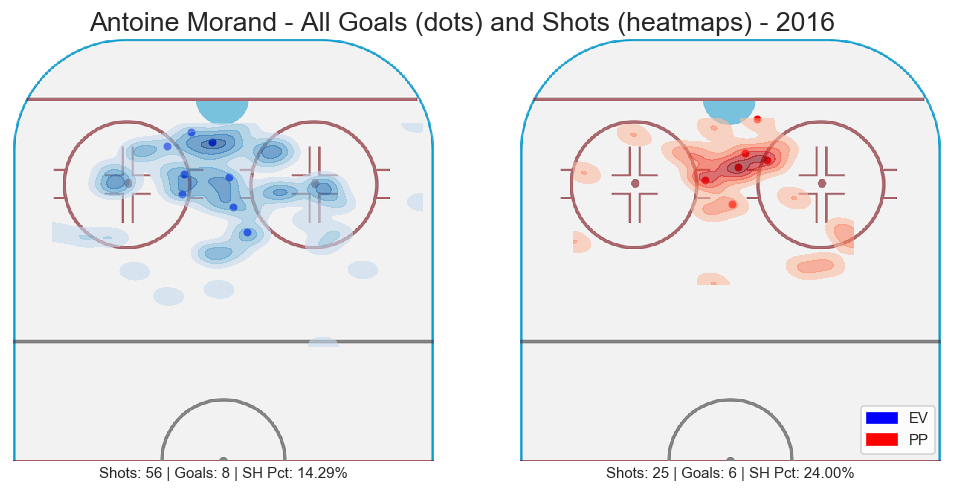 Antoine Morand - All Goals (dots) and Shots (heatmaps) - 2016
EV
PP
Shots: 56 | Goals: 8 | SH Pct: 14.29%
Shots: 25 | Goals: 6 | SH Pct: 24.00%